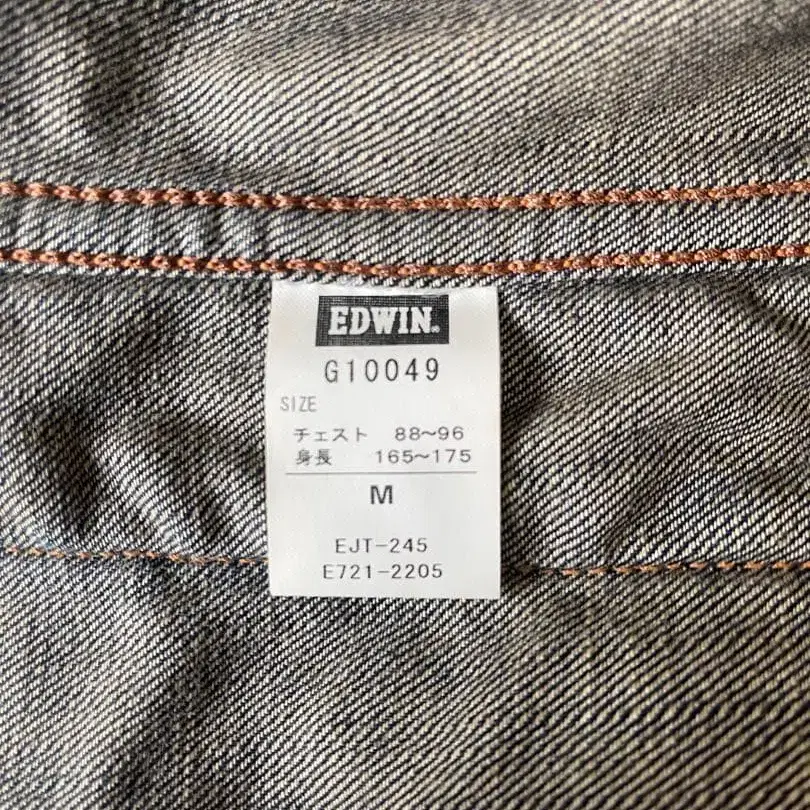 EDWIN®
G10049
SIZE
チェスト 88～96
身長 165～175
M
EJT-245
E721-2205